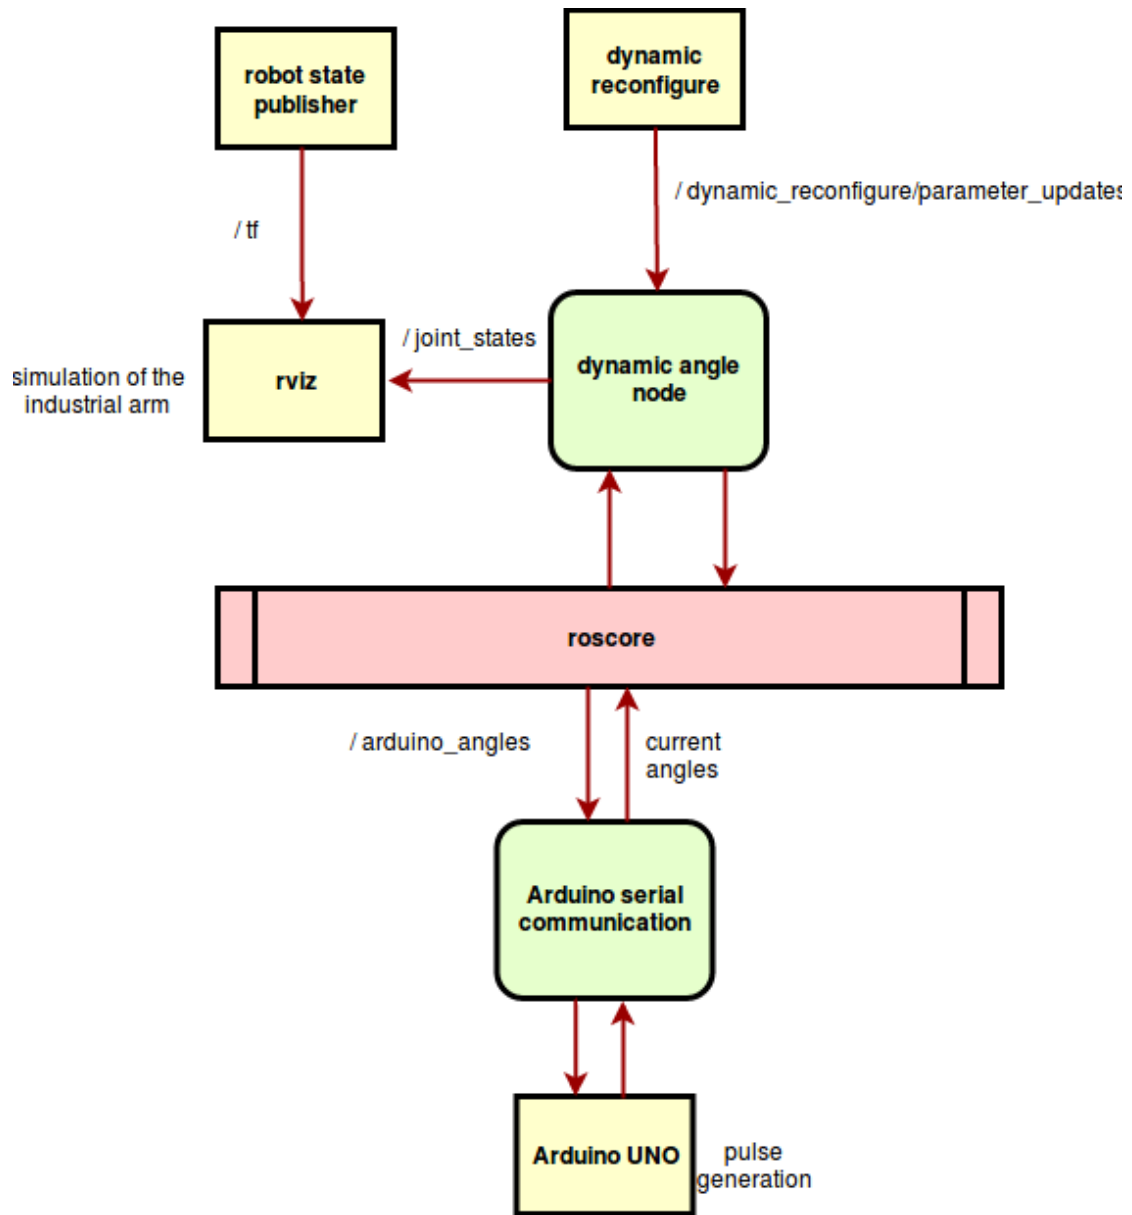 robot state
publisher
dynamic
reconfigure
/ dynamic_reconfigure/parameter_updates
/ tf
/ joint_states
dynamic angle
node
rviz
simulation of the
industrial arm
roscore
/ arduino_angles
current
angles
Arduino serial
communication
Arduino UNO
pulse
generation